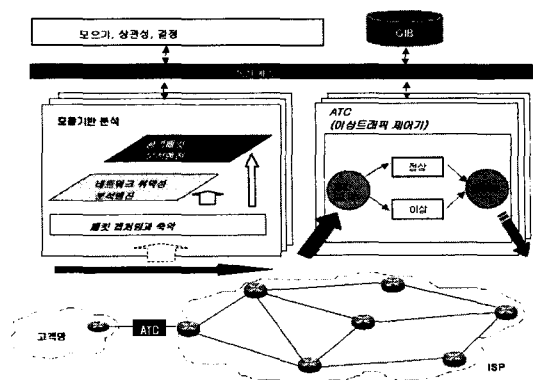 모으기, 상관성, 결정
GIB
모듈기반 분석
네트워크 취약성
분석엔진
패킷 캡처링과 축약
ATC
(이상트래픽 제어기)
정상
이상
고객망
ATC
ISP